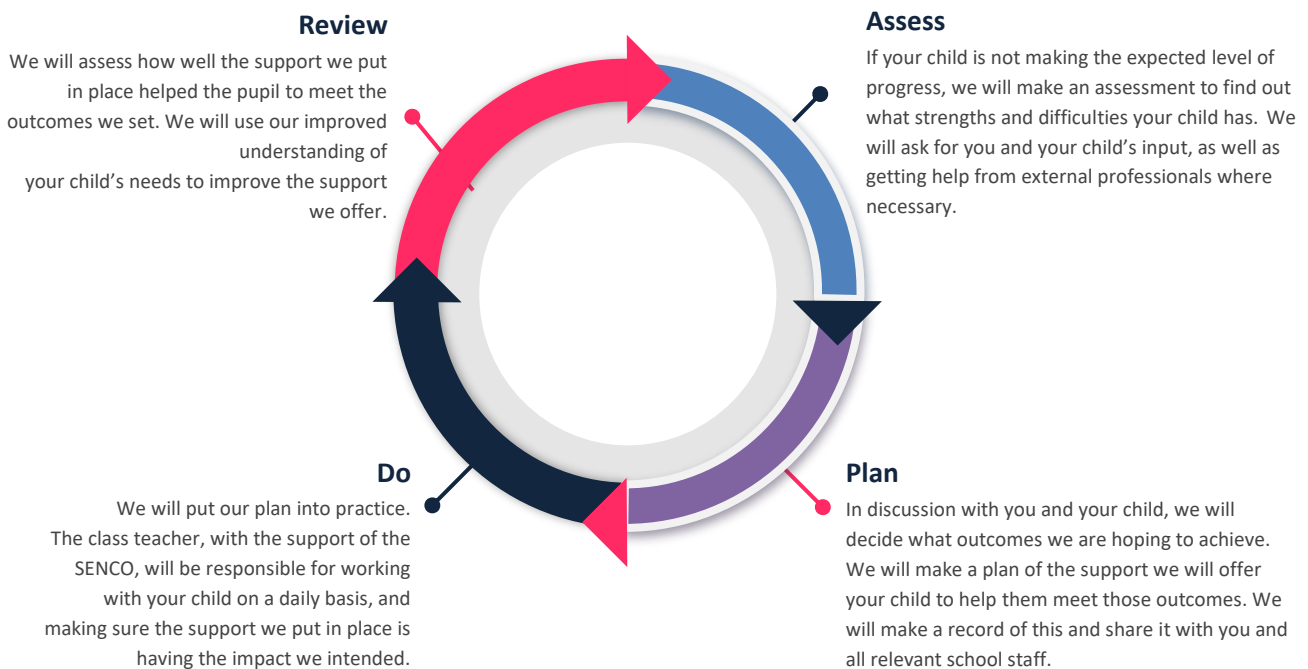 Review
We will assess how well the support we put
in place helped the pupil to meet the
outcomes we set. We will use our improved
understanding of
your child’s needs to improve the support
we offer.
Assess
If your child is not making the expected level of
progress, we will make an assessment to find out
what strengths and difficulties your child has. We
will ask for you and your child’s input, as well as
getting help from external professionals where
necessary.
Do
We will put our plan into practice.
The class teacher, with the support of the
SENCO, will be responsible for working
with your child on a daily basis, and
making sure the support we put in place is
having the impact we intended.
Plan
In discussion with you and your child, we will
decide what outcomes we are hoping to achieve.
We will make a plan of the support we will offer
your child to help them meet those outcomes. We
will make a record of this and share it with you and
all relevant school staff.